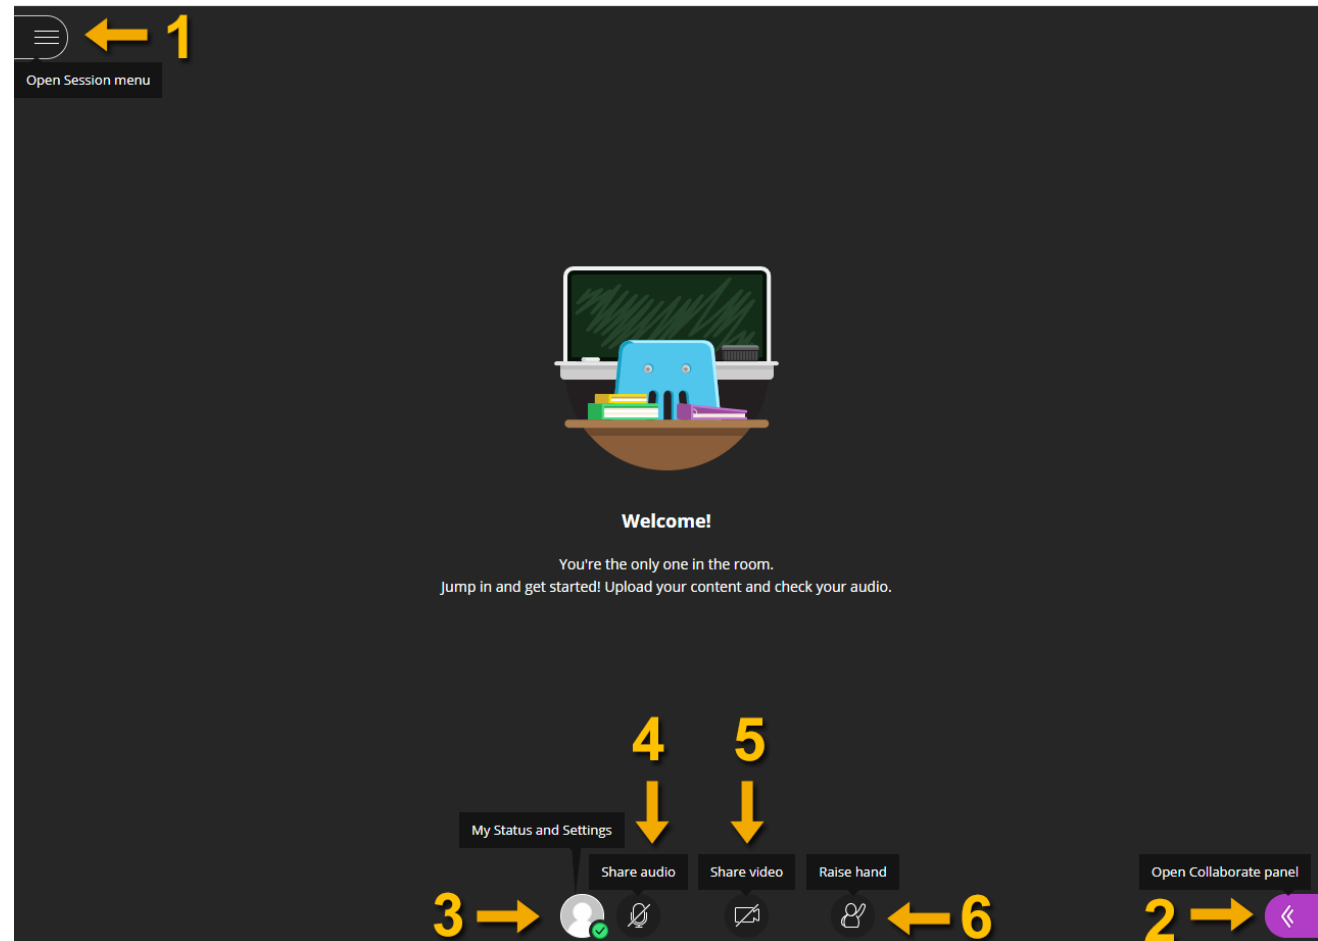 1
Open Session menu
Welcome!
You're the only one in the room.
Jump in and get started! Upload your content and check your audio.
4 5
My Status and Settings
Share audio Share video Raise hand Open Collaborate panel
3 6 2